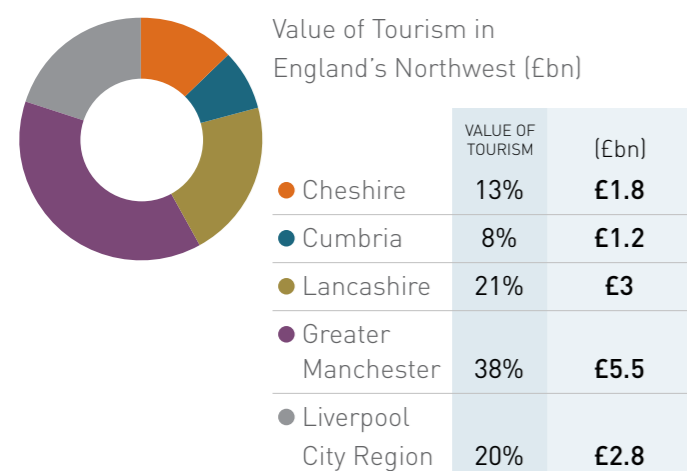 Value of Tourism in
England’s Northwest (£bn)
VALUE OF
TOURISM
(£bn)
Cheshire 13% £1.8
Cumbria 8% £1.2
Lancashire 21% £3
Greater
Manchester 38% £5.5
Liverpool
City Region 20% £2.8